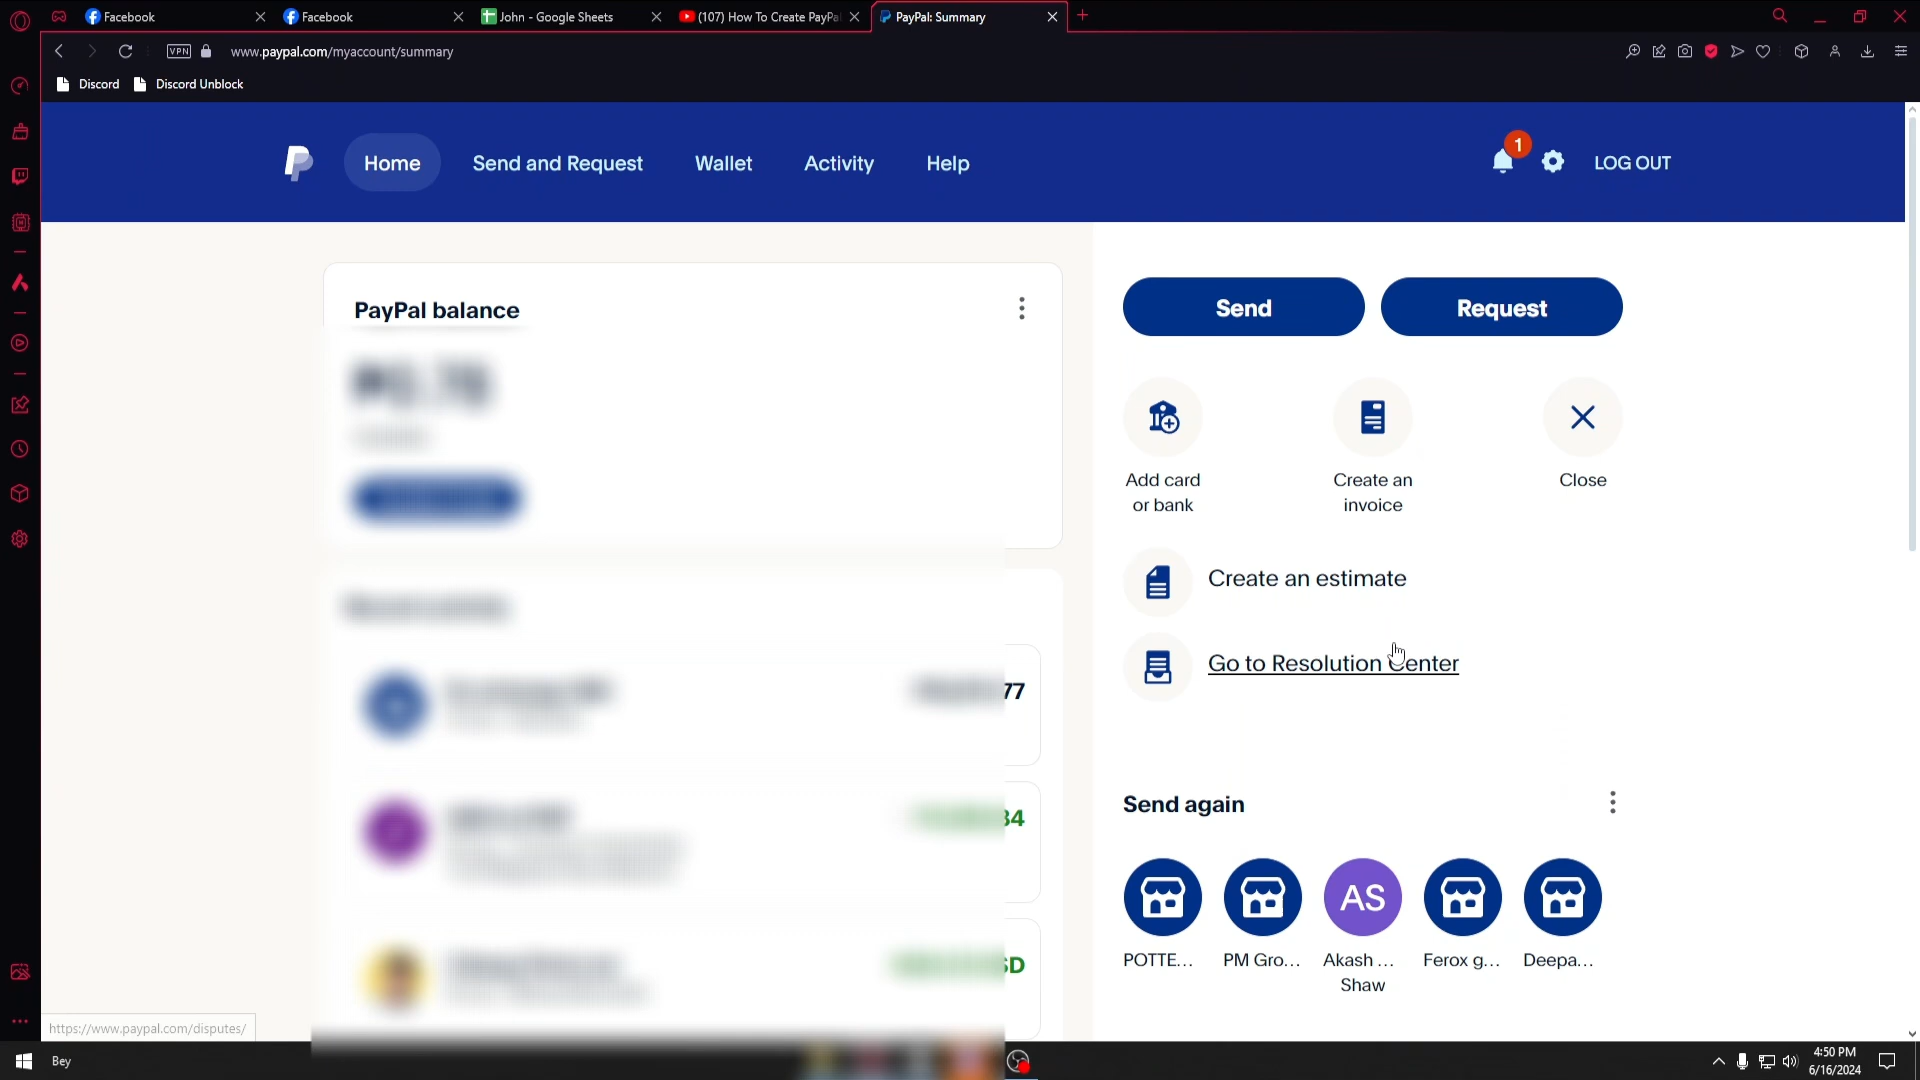 Facebook
Facebook
John - Google Sheets
(107) How To Create PayPa
PayPal: Summary
VPN
www.paypal.com/myaccount/summary
Discord
Discord Unblock
Home
Send and Request
Wallet
Activity
Help
1
LOG OUT
PayPal balance
Send
Request
Add card
or bank
Create an
invoice
Close
Create an estimate
Go to Resolution Center
77
34
D
Send again
AS
POTTE...
PM Gro...
Akash ...
Shaw
Ferox g...
Deepa...
https://www.paypal.com/disputes/
Bey
4:50 PM
6/16/2024